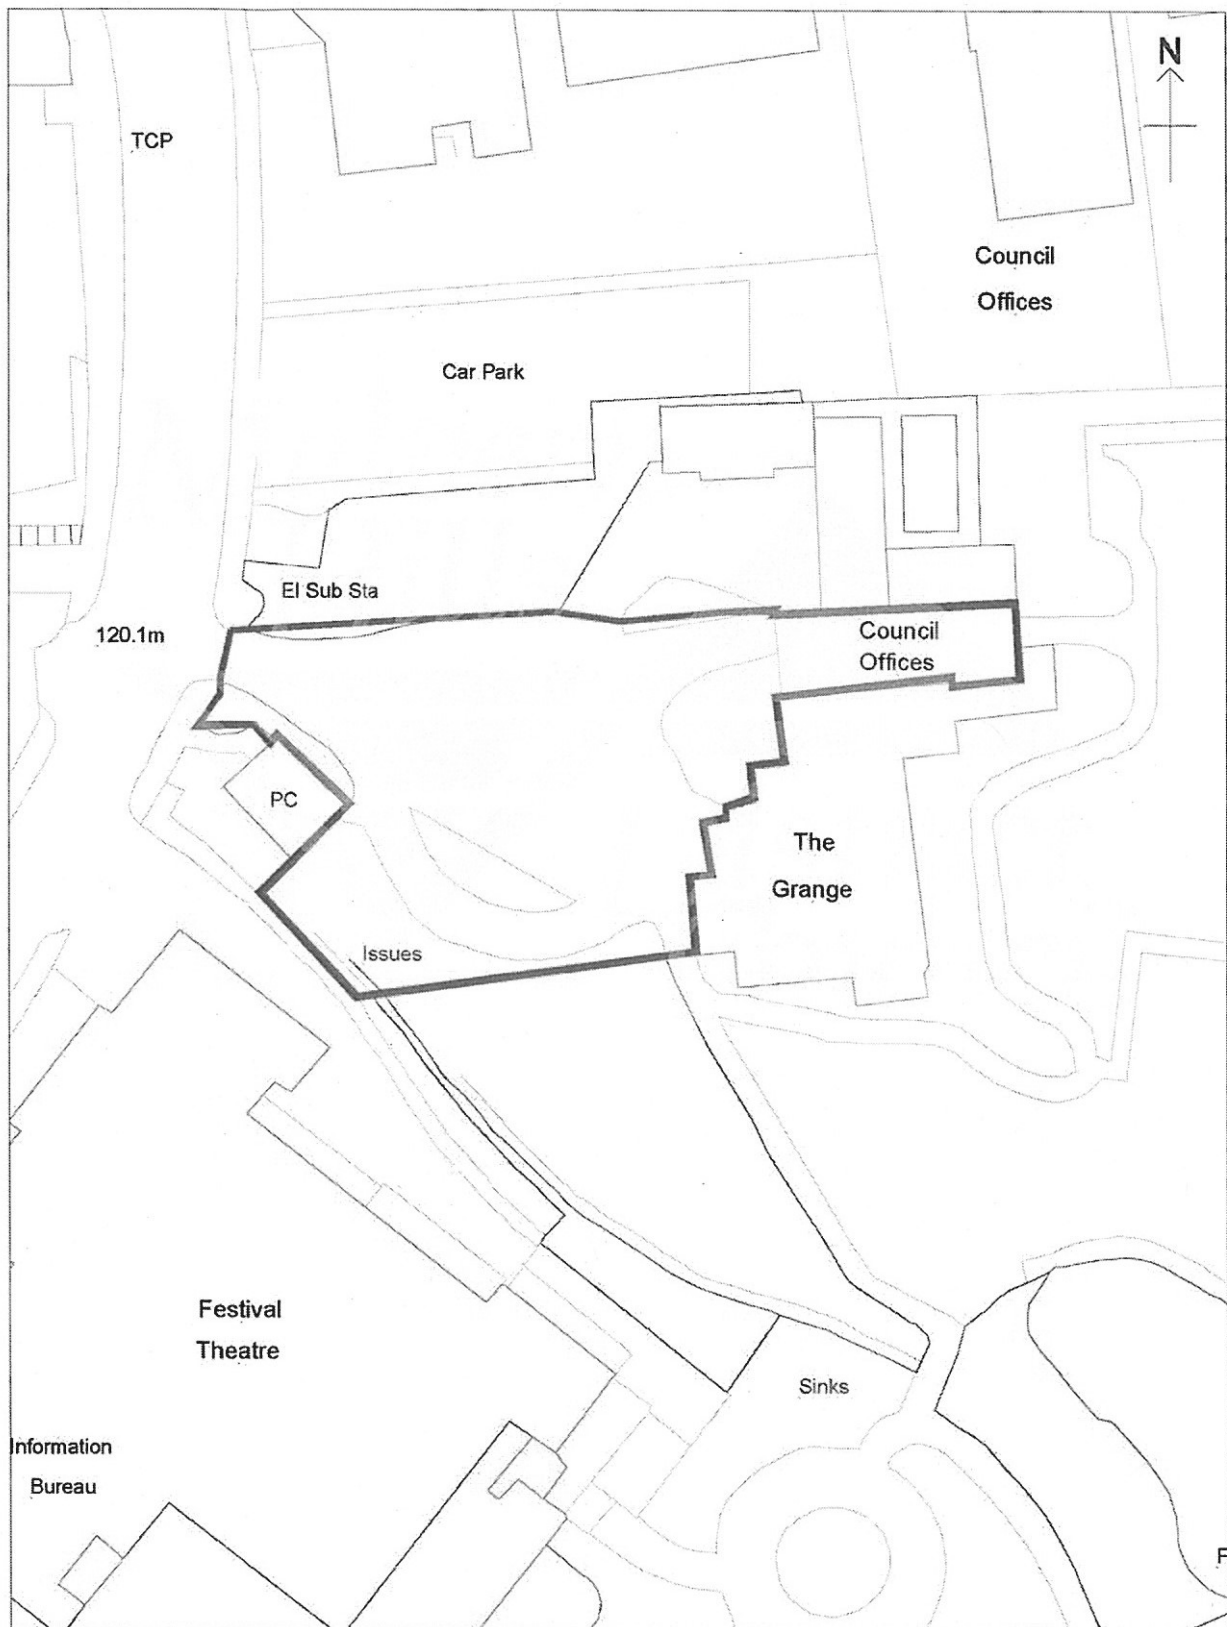 N
TCP
Council
Offices
Car Park
El Sub Sta
120.1m
Council
Offices
PC
The
Grange
Issues
Festival
Theatre
Sinks
Information
Bureau
F